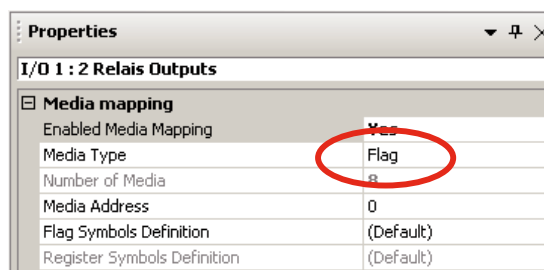 Properties
I/O 1 : 2 Relais Outputs
Media mapping
Enabled Media Mapping Yes
Media Type Flag
Number of Media 8
Media Address 0
Flag Symbols Definition (Default)
Register Symbols Definition (Default)